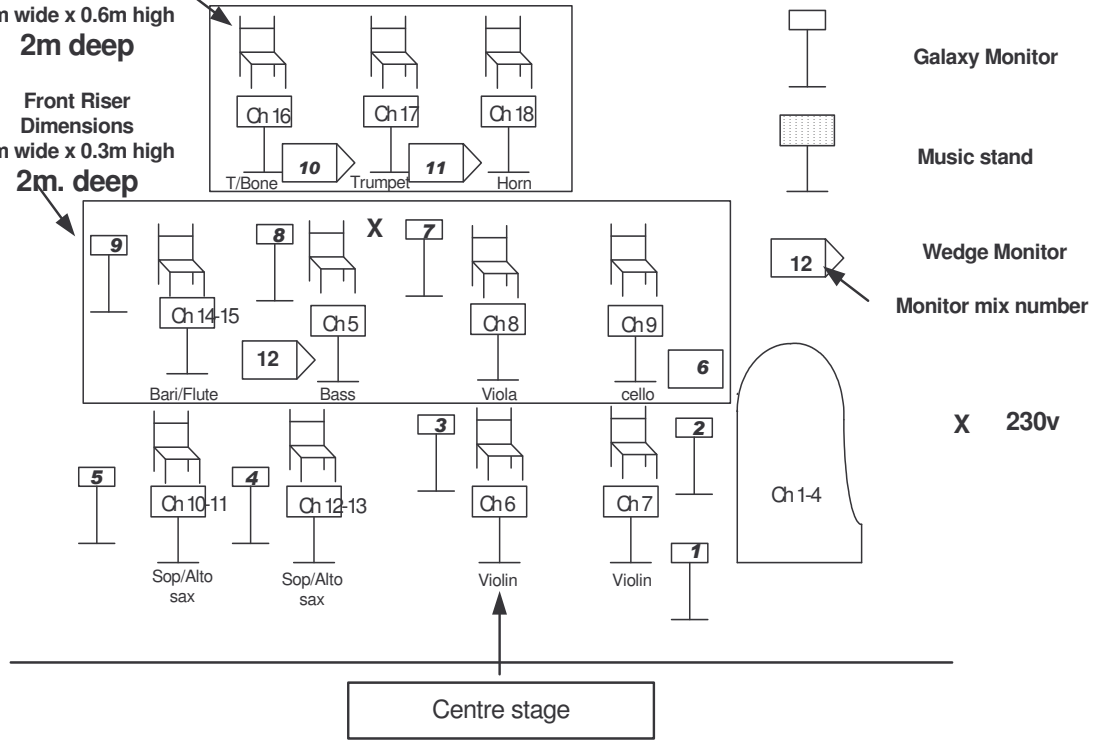 m wide x 0.6m high
2m deep
Front Riser
Dimensions
m wide x 0.3m high
2m. deep
Ch 16
Ch 17
Ch 18
10
11
T/Bone
Trumpet
Horn
Galaxy Monitor
Music stand
12
Wedge Monitor
Monitor mix number
9
8
X
7
Ch 14-15
Ch 5
Ch 8
Ch 9
12
6
Bari/Flute
Bass
Viola
cello
5
4
3
2
Ch 10-11
Ch 12-13
Ch 6
Ch 7
1
Ch 1-4
X 230v
Sop/Alto
sax
Sop/Alto
sax
Violin
Violin
Centre stage